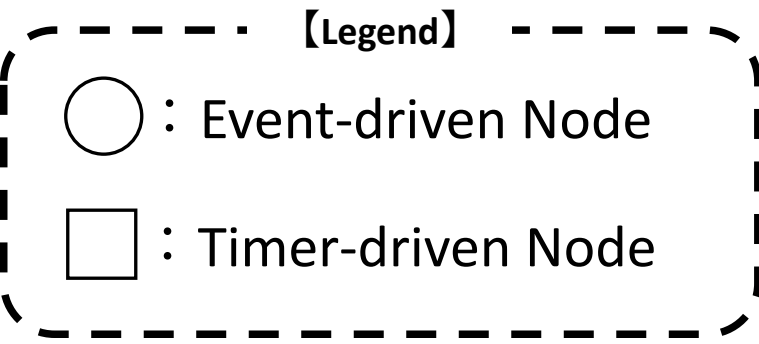 【Legend】
：Event-driven Node
：Timer-driven Node